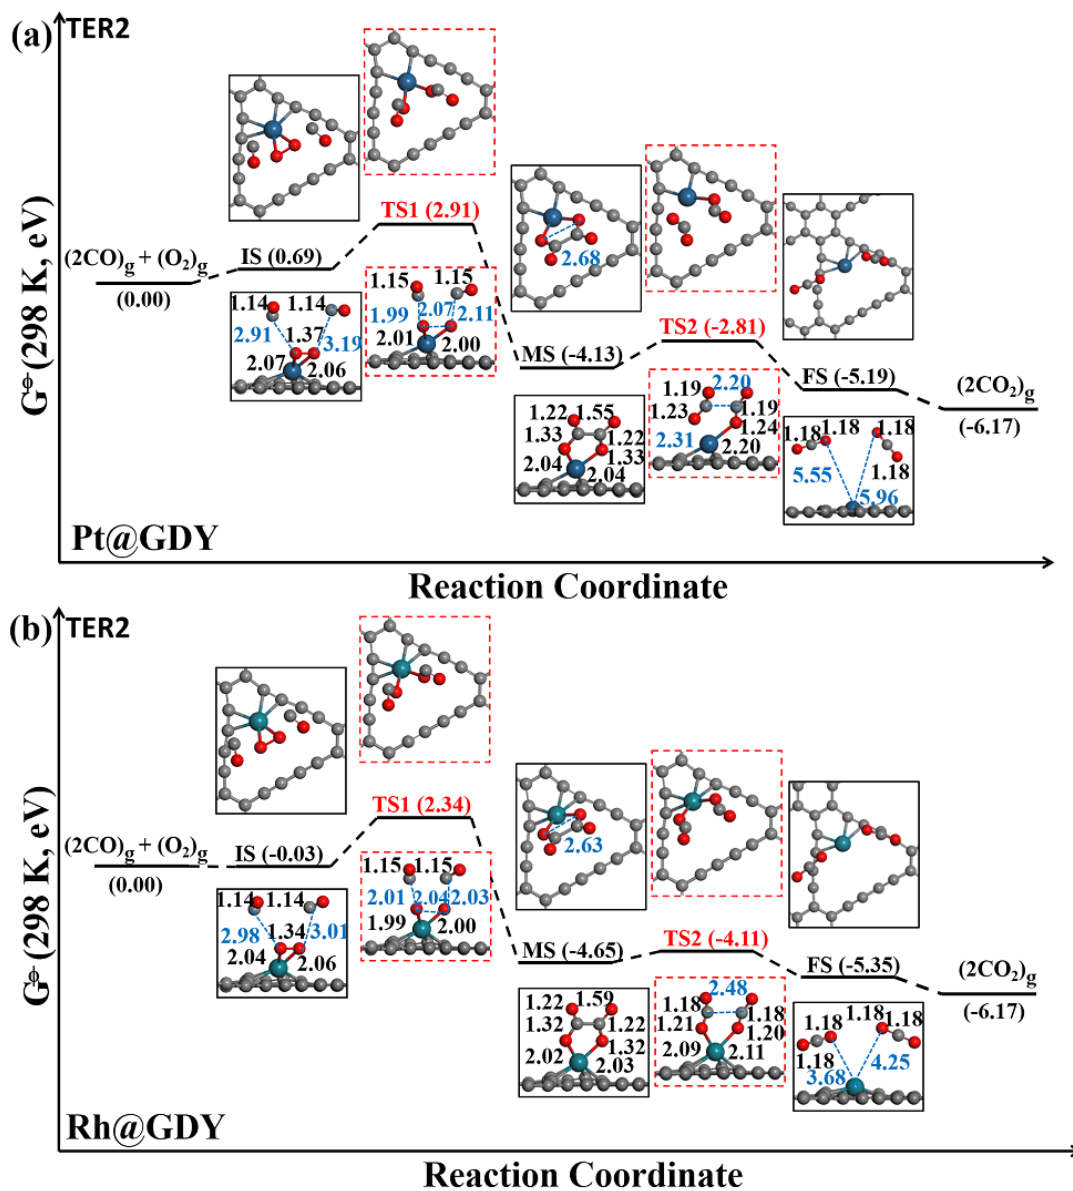 (a) TER2
G^ϕ (298 K, eV)
(2CO)g + (O2)g
(0.00)
IS (0.69)
TS1 (2.91)
MS (-4.13)
TS2 (-2.81)
FS (-5.19)
(2CO2)g
(-6.17)
1.14 1.14
2.91 1.37 3.19
2.07 2.06
1.15 1.15
1.99 2.07 2.11
2.01 2.00
2.68
1.22 1.55
1.33 1.22
1.33
2.04 2.04
1.19 2.20
1.23 1.19
1.24
2.31 2.20
1.18 1.18 1.18
1.18
5.55
5.96
Pt@GDY
Reaction Coordinate
(b) TER2
G^ϕ (298 K, eV)
(2CO)g + (O2)g
(0.00)
IS (-0.03)
TS1 (2.34)
MS (-4.65)
TS2 (-4.11)
FS (-5.35)
(2CO2)g
(-6.17)
1.14 1.14
2.98 1.34 3.01
2.04 2.06
1.15 1.15
2.01 2.04 2.03
1.99 2.00
2.63
1.22 1.59
1.32 1.22
1.32
2.02 2.03
2.48
1.18 1.18
1.21 1.20
2.09 2.11
1.18 1.18 1.18
1.18
3.68 4.25
Rh@GDY
Reaction Coordinate